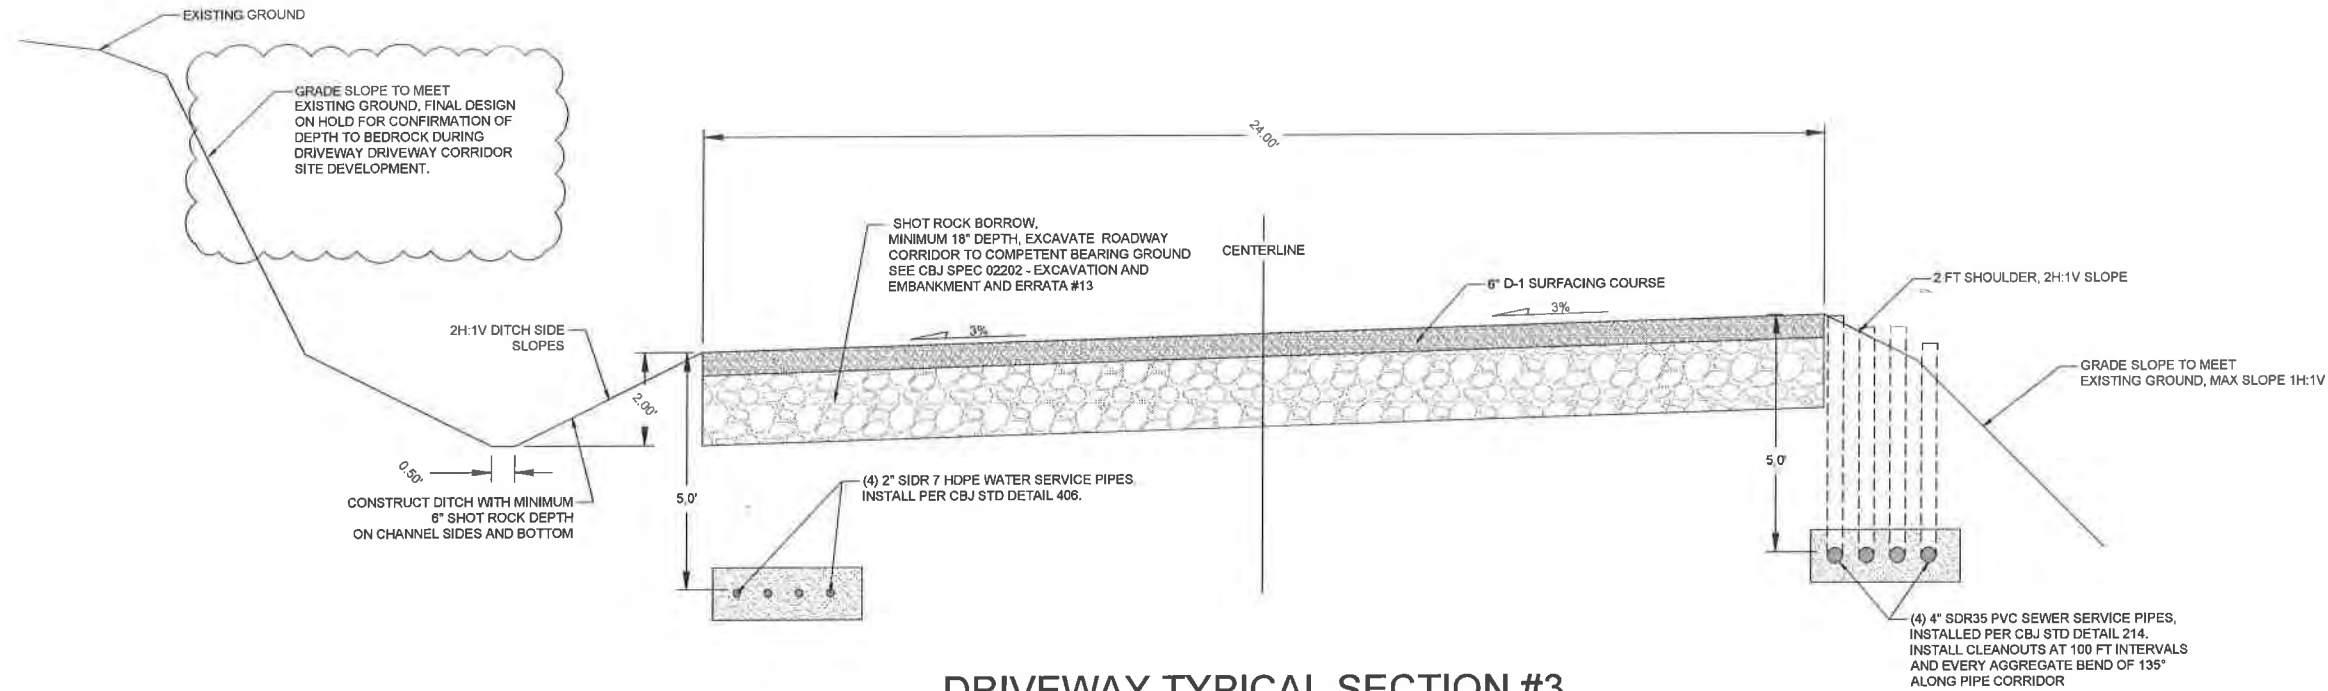 EXISTING GROUND
GRADE SLOPE TO MEET
EXISTING GROUND, FINAL DESIGN
ON HOLD FOR CONFIRMATION OF
DEPTH TO BEDROCK DURING
DRIVEWAY DRIVEWAY CORRIDOR
SITE DEVELOPMENT.
24.00'
SHOT ROCK BORROW,
MINIMUM 18" DEPTH, EXCAVATE ROADWAY
CORRIDOR TO COMPETENT BEARING GROUND
SEE CBJ SPEC 02202 - EXCAVATION AND
EMBANKMENT AND ERRATA #13
CENTERLINE
6" D-1 SURFACING COURSE
2 FT SHOULDER, 2H:1V SLOPE
3%
3%
2H:1V DITCH SIDE
SLOPES
2.00'
GRADE SLOPE TO MEET
EXISTING GROUND, MAX SLOPE 1H:1V
0.50'
5.0'
5.0'
CONSTRUCT DITCH WITH MINIMUM
6" SHOT ROCK DEPTH
ON CHANNEL SIDES AND BOTTOM
(4) 2" SIDR 7 HDPE WATER SERVICE PIPES,
INSTALL PER CBJ STD DETAIL 406.
(4) 4" SDR35 PVC SEWER SERVICE PIPES,
INSTALLED PER CBJ STD DETAIL 214.
INSTALL CLEANOUTS AT 100 FT INTERVALS
AND EVERY AGGREGATE BEND OF 135°
ALONG PIPE CORRIDOR
DRIVEWAY TYPICAL SECTION #3